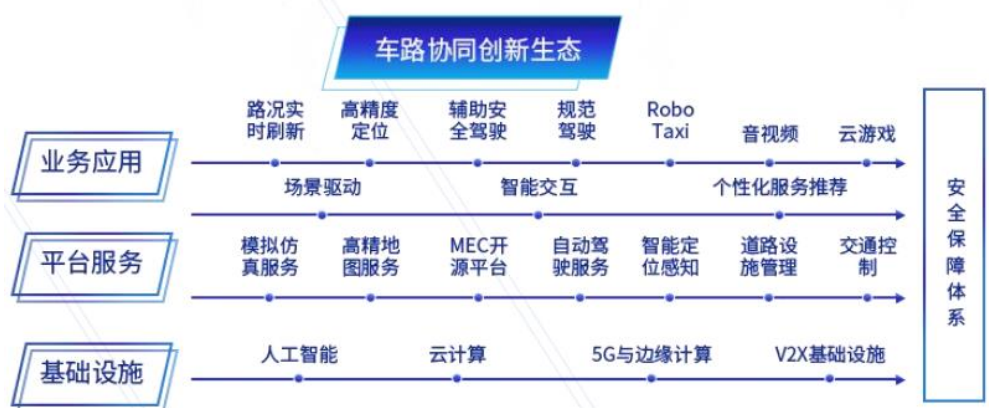 车路协同创新生态
路况实
时刷新
高精度
定位
辅助安
全驾驶
规范
驾驶
Robo
Taxi
音视频
云游戏
业务应用
场景驱动
智能交互
个性化服务推荐
平台服务
模拟仿
真服务
高精地
图服务
MEC开
源平台
自动驾
驶服务
智能定
位感知
道路设
施管理
交通控
制
基础设施
人工智能
云计算
5G与边缘计算
V2X基础设施
安全保障体系